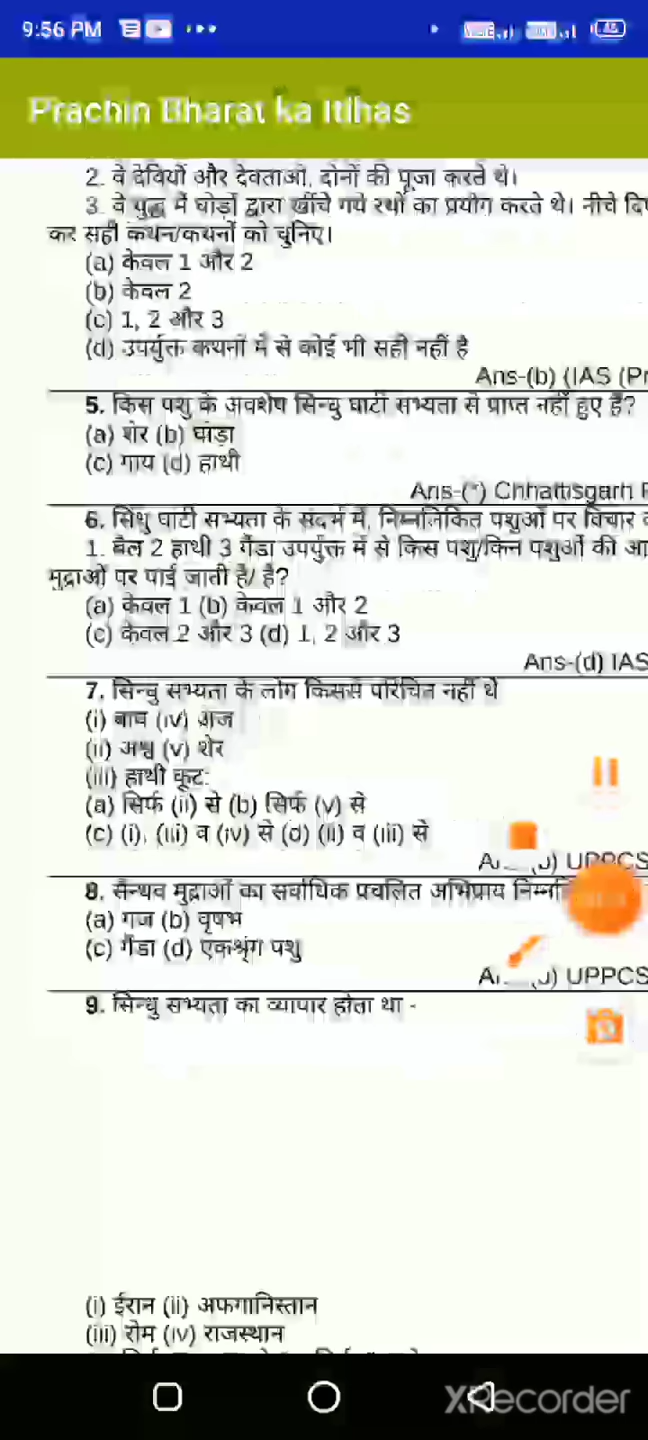 9:56 PM
Prachin Bharat ka Itihas
2. वे देवियों और देवताओं, दोनों की पूजा करते थे।
3. वे युद्ध में घोड़ों द्वारा खींचे गये रथों का प्रयोग करते थे। नीचे
कर सही कथन/कथनों को चुनिए।
(a) केवल 1 और 2
(b) केवल 2
(c) 1, 2 और 3
(d) उपर्युक्त कथनों में से कोई भी सही नहीं है
Ans-(b) (IAS (Pr
5. किस पशु के अवशेष सिन्धु घाटी सभ्यता से प्राप्त नहीं हुए हैं?
(a) शेर (b) घोड़ा
(c) गाय (d) हाथी
Ans-(*) Chhattisgarh
6. सिंधु घाटी सभ्यता के संदर्भ में, निम्नलिकित पशुओं पर विचार
1. बैल 2 हाथी 3 गैंडा उपर्युक्त में से किस पशु/किन पशुओं की
मुद्राओं पर पाई जाती है/ हैं?
(a) केवल 1 (b) केवल 1 और 2
(c) केवल 2 और 3 (d) 1, 2 और 3
Ans-(d) IAS
7. सिन्धु सभ्यता के लोग किससे परिचित नहीं थे
(i) बाघ (iv) अज
(ii) अश्व (v) शेर
(iii) हाथी कूट:
(a) सिर्फ (ii) से (b) सिर्फ (v) से
(c) (i), (iii) व (iv) से (d) (ii) व (iii) से
UPPCS
8. सैन्धव मुद्राओं का सर्वाधिक प्रचलित अभिप्राय
(a) गज (b) वृषभ
(c) गैंडा (d) एकश्रृंग पशु
UPPCS
9. सिन्धु सभ्यता का व्यापार होता था -
(i) ईरान (ii) अफगानिस्तान
(iii) रोम (iv) राजस्थान
XRecorder